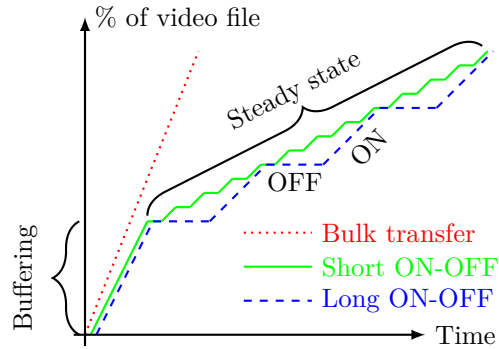 % of video file
Steady state
ON
OFF
Buffering
Bulk transfer
Short ON-OFF
Long ON-OFF
Time